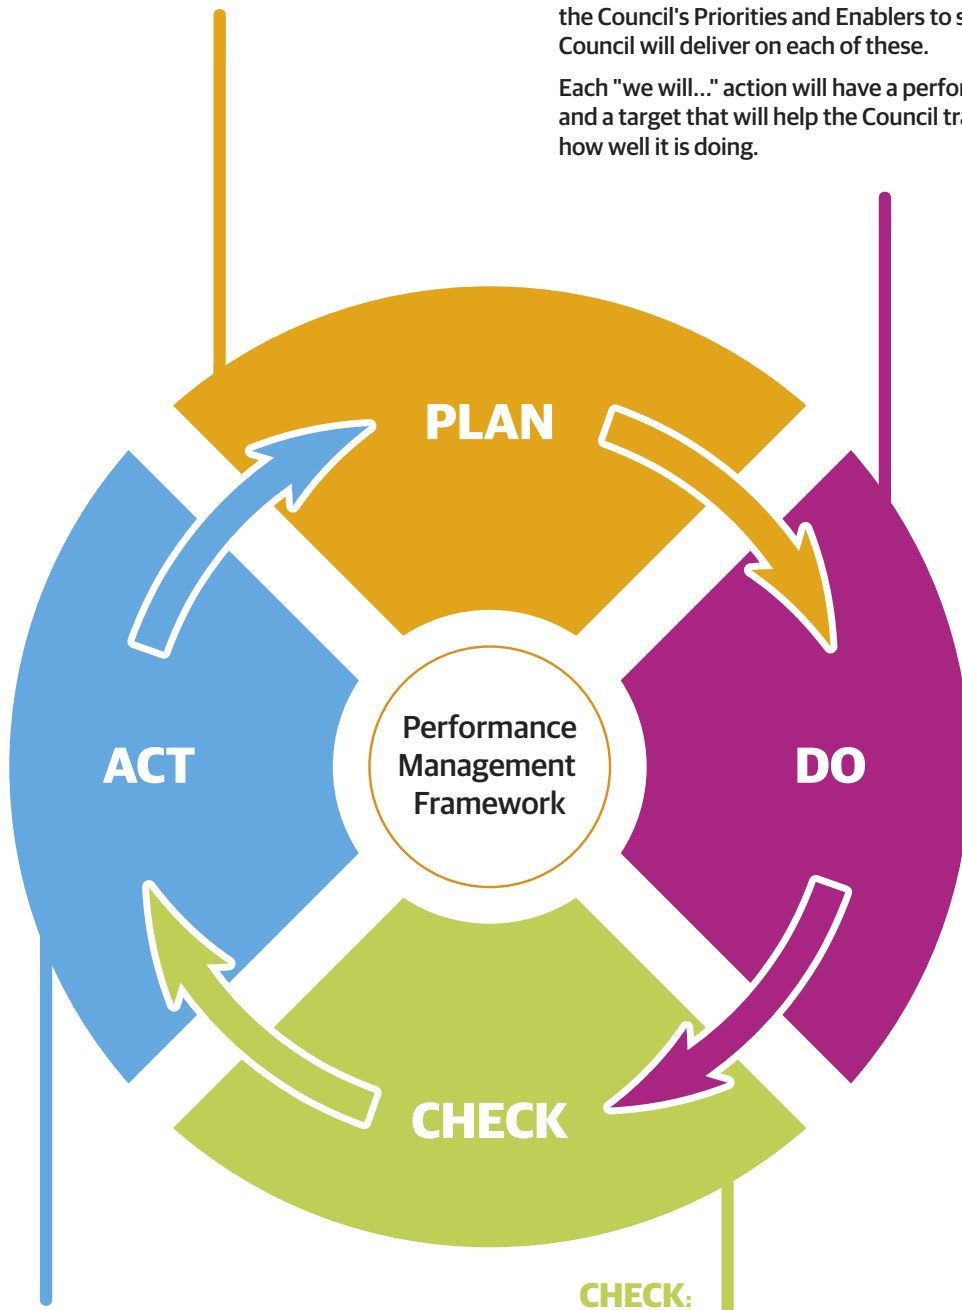 the Council's Priorities and Enablers to
Council will deliver on each of these.
Each "we will..." action will have a
and a target that will help the Council
how well it is doing.
PLAN
Performance
Management
Framework
ACT
DO
CHECK
CHECK: